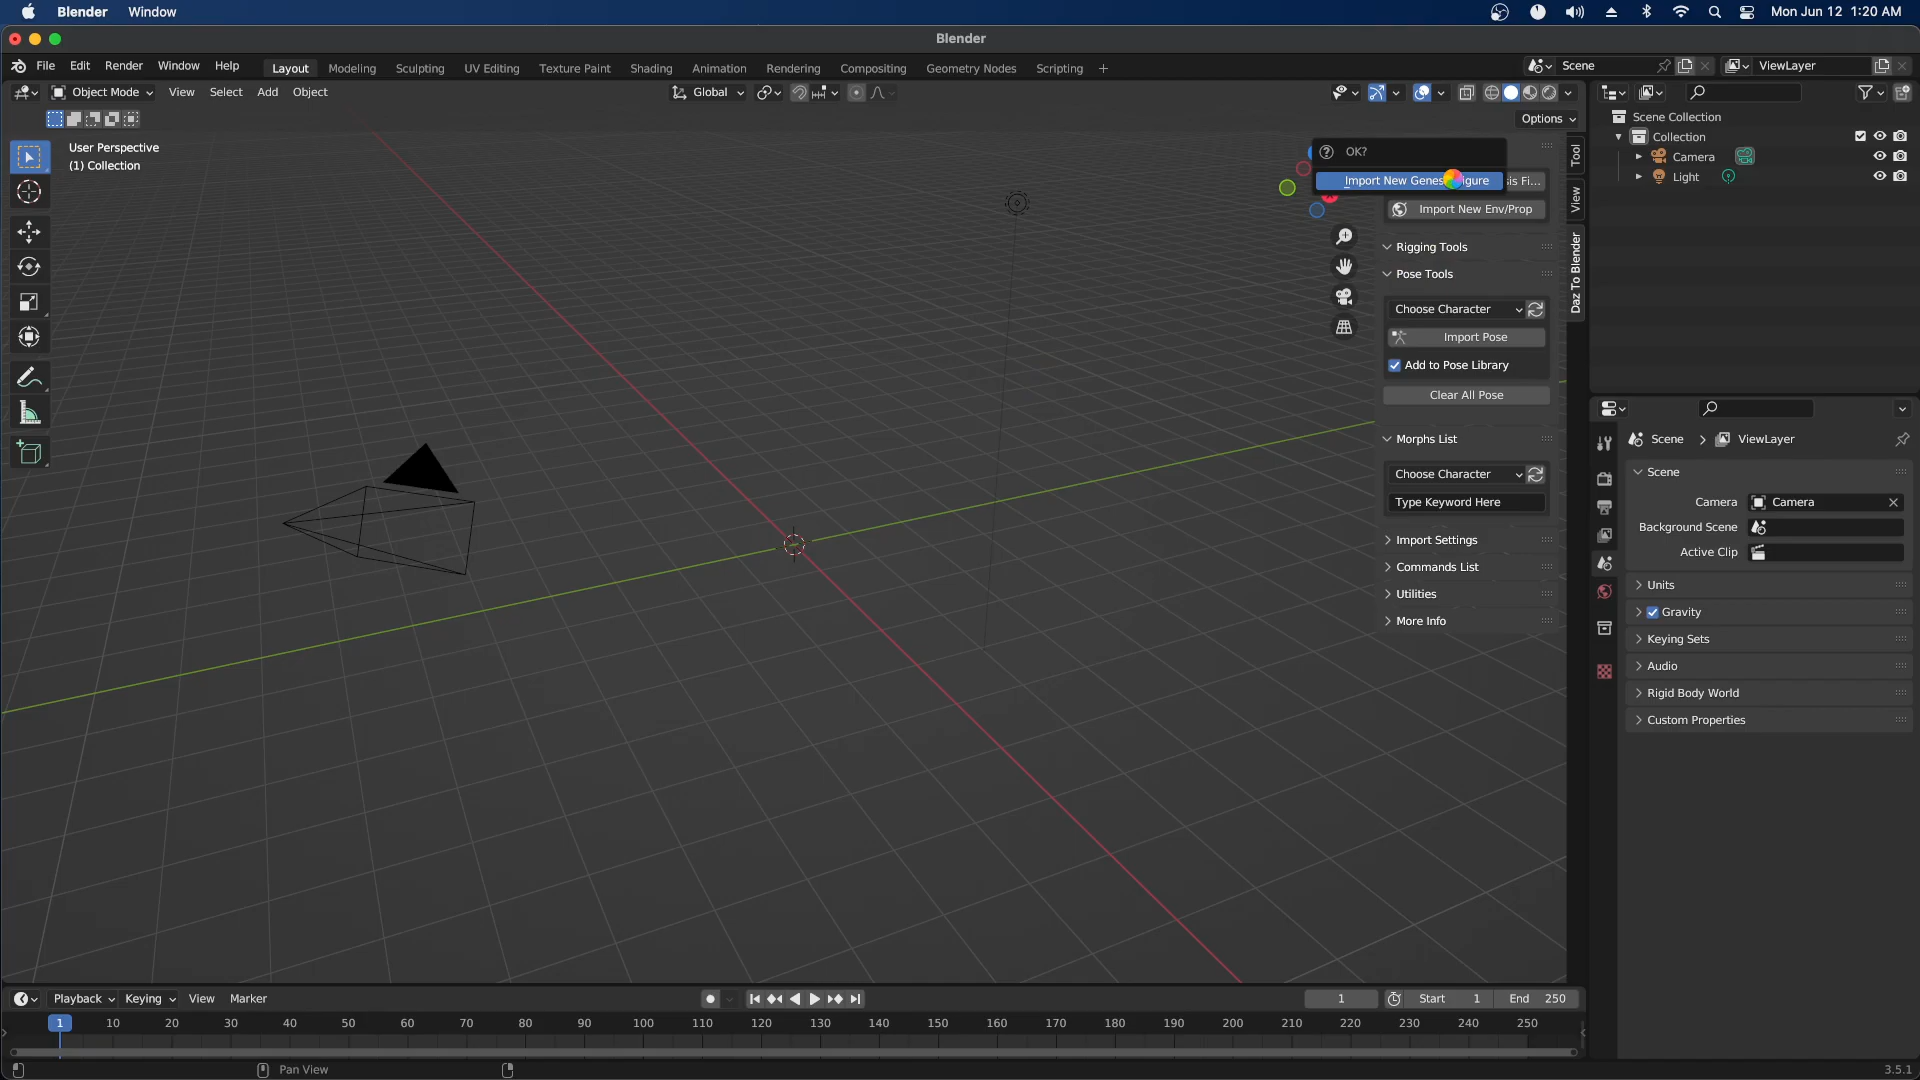 Blender Window Mon Jun 12 1:20 AM
Blender
File Edit Render Window Help Layout Modeling Sculpting UV Editing Texture Paint Shading Animation Rendering Compositing Geometry Nodes Scripting + Scene ViewLayer
Object Mode View Select Add Object Global
Options
User Perspective
(1) Collection
OK?
Import New Genes igure sis Fi...
Import New Env/Prop
Rigging Tools
Pose Tools
Choose Character
Import Pose
Add to Pose Library
Clear All Pose
Morphs List
Choose Character
Type Keyword Here
Import Settings
Commands List
Utilities
More Info
Tool
View
Daz To Blender
Scene Collection
Collection
Camera
Light
Scene > ViewLayer
Scene
Camera Camera
Background Scene
Active Clip
Units
Gravity
Keying Sets
Audio
Rigid Body World
Custom Properties
Playback Keying View Marker 1 Start 1 End 250
1 10 20 30 40 50 60 70 80 90 100 110 120 130 140 150 160 170 180 190 200 210 220 230 240 250
Pan View 3.5.1